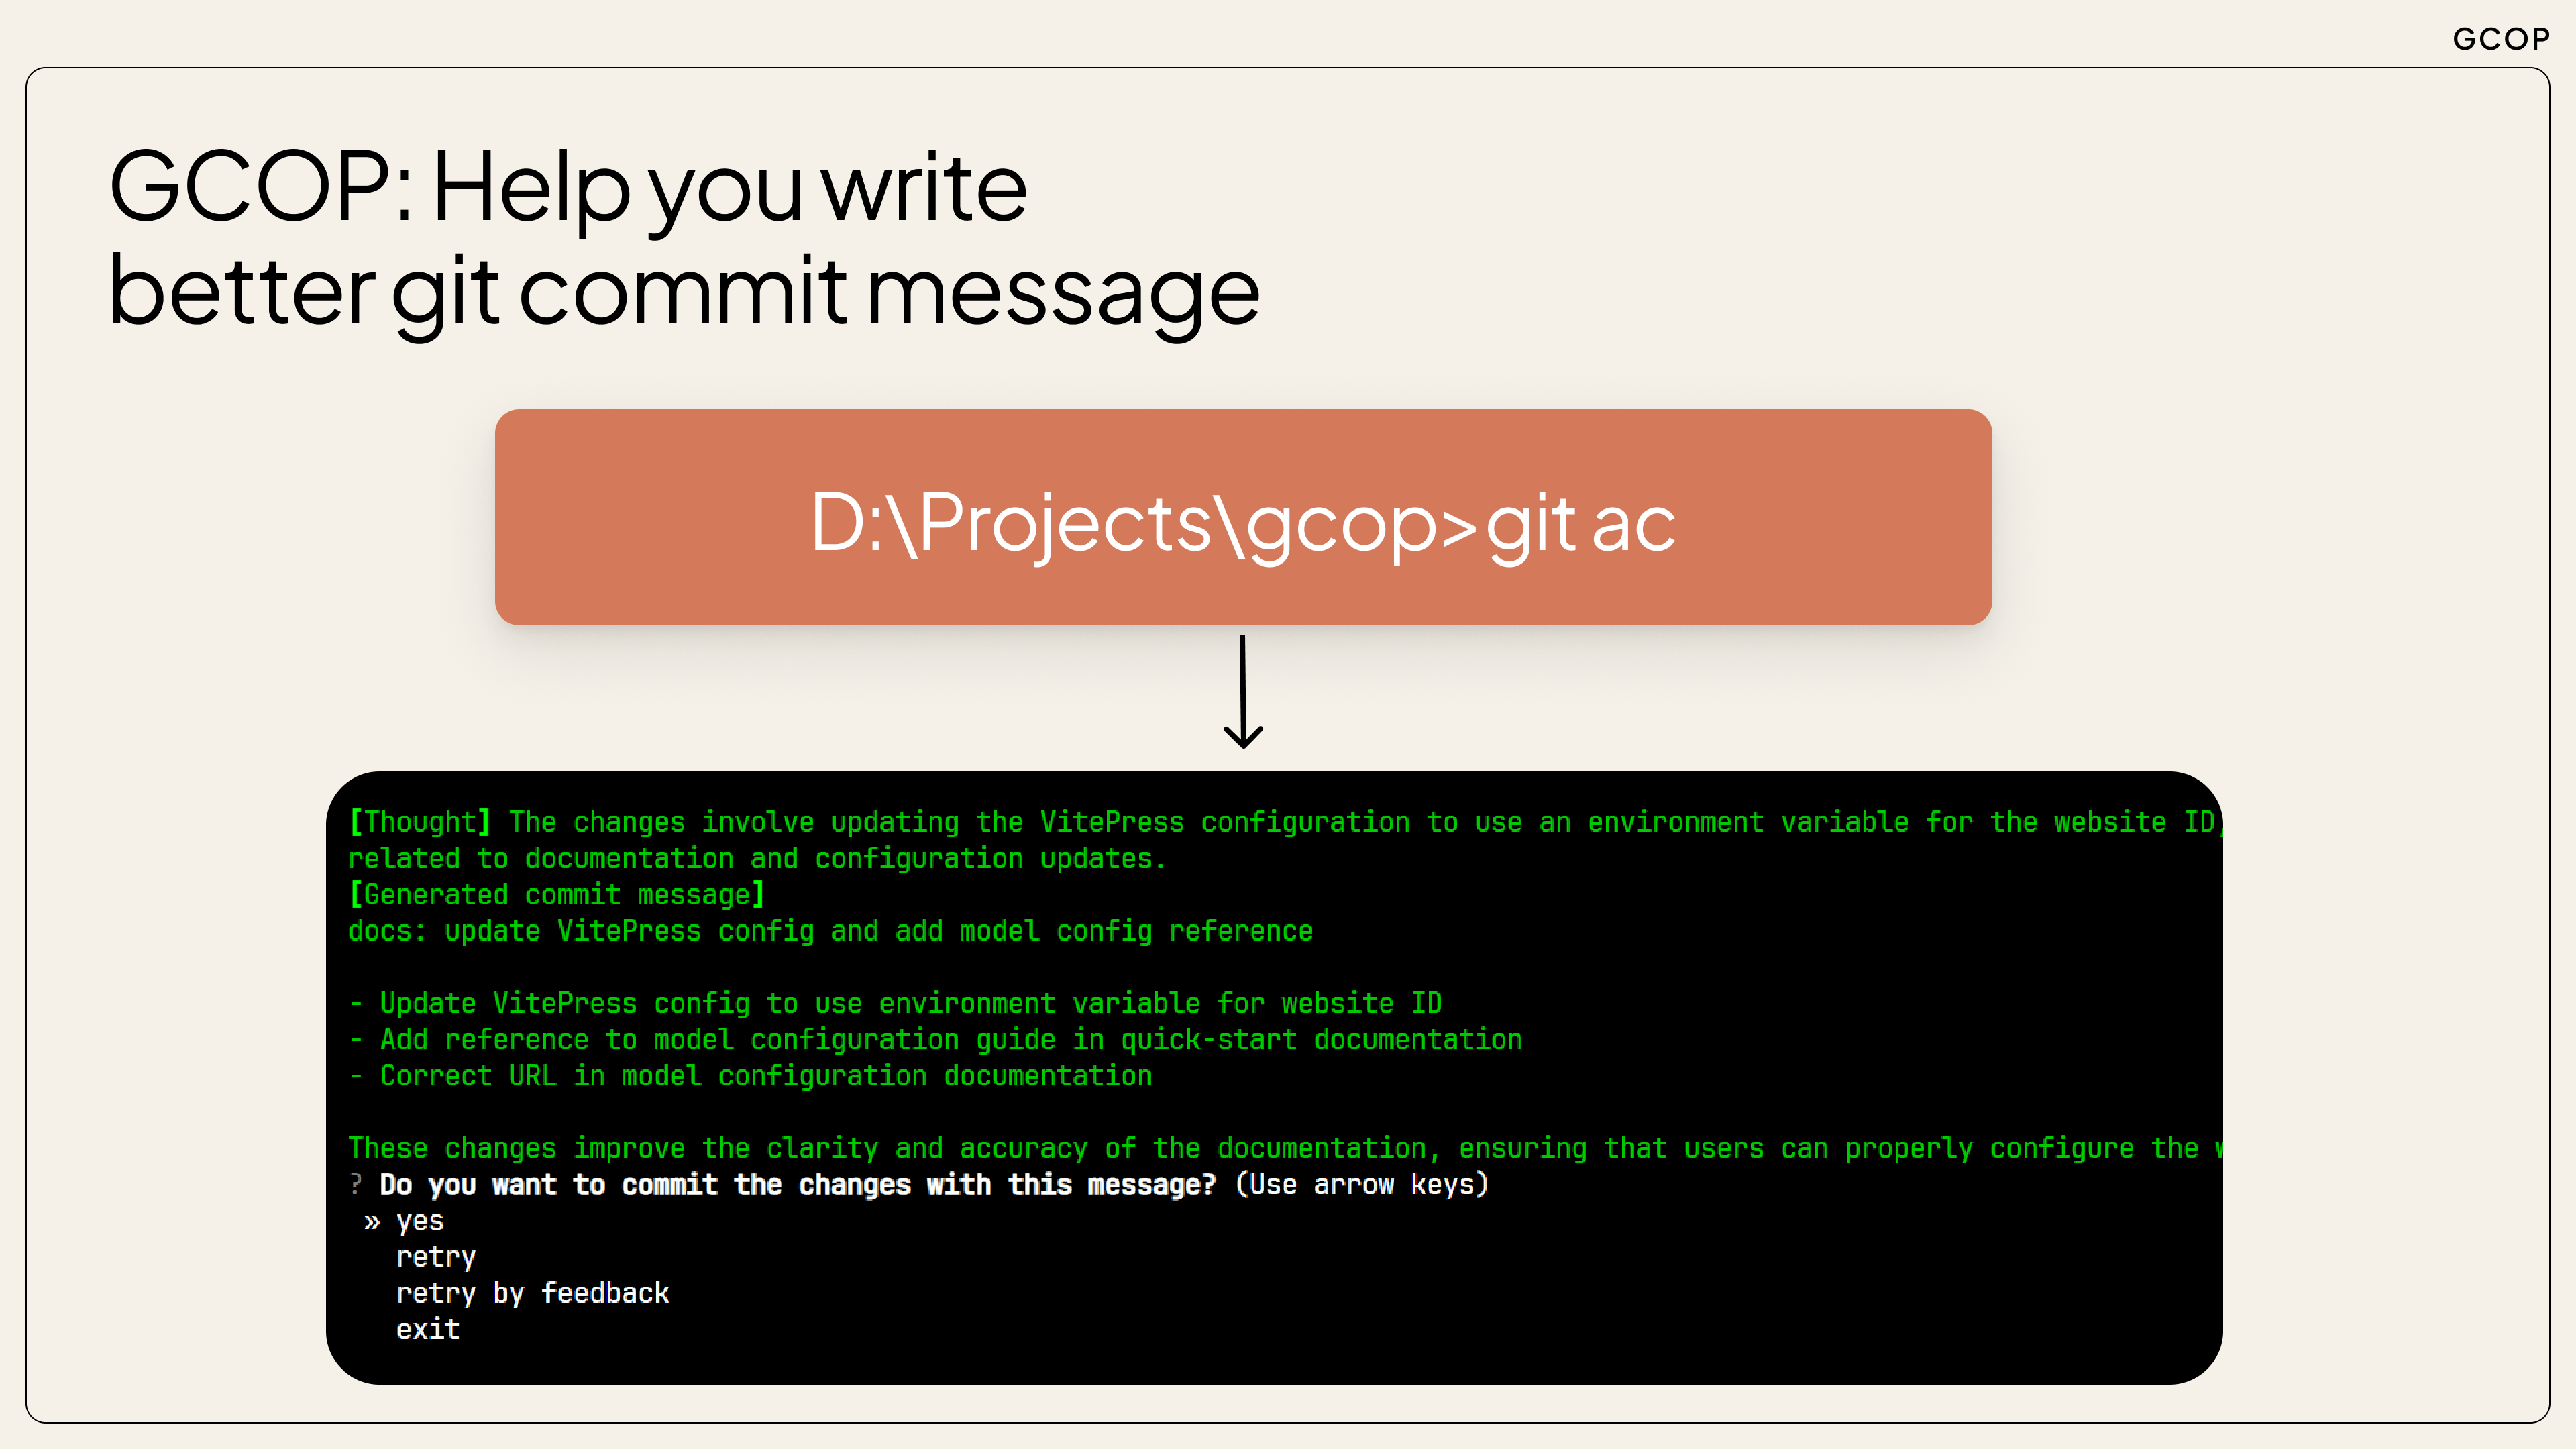 GCOP
GCOP: Help you write
better git commit message
D:\Projects\gcop>git ac
[Thought] The changes involve updating the VitePress configuration to use an environment variable for the website ID,
related to documentation and configuration updates.
[Generated commit message]
docs: update VitePress config and add model config reference
- Update VitePress config to use environment variable for website ID
- Add reference to model configuration guide in quick-start documentation
- Correct URL in model configuration documentation
These changes improve the clarity and accuracy of the documentation, ensuring that users can properly configure the
? Do you want to commit the changes with this message? (Use arrow keys)
» yes
retry
retry by feedback
exit